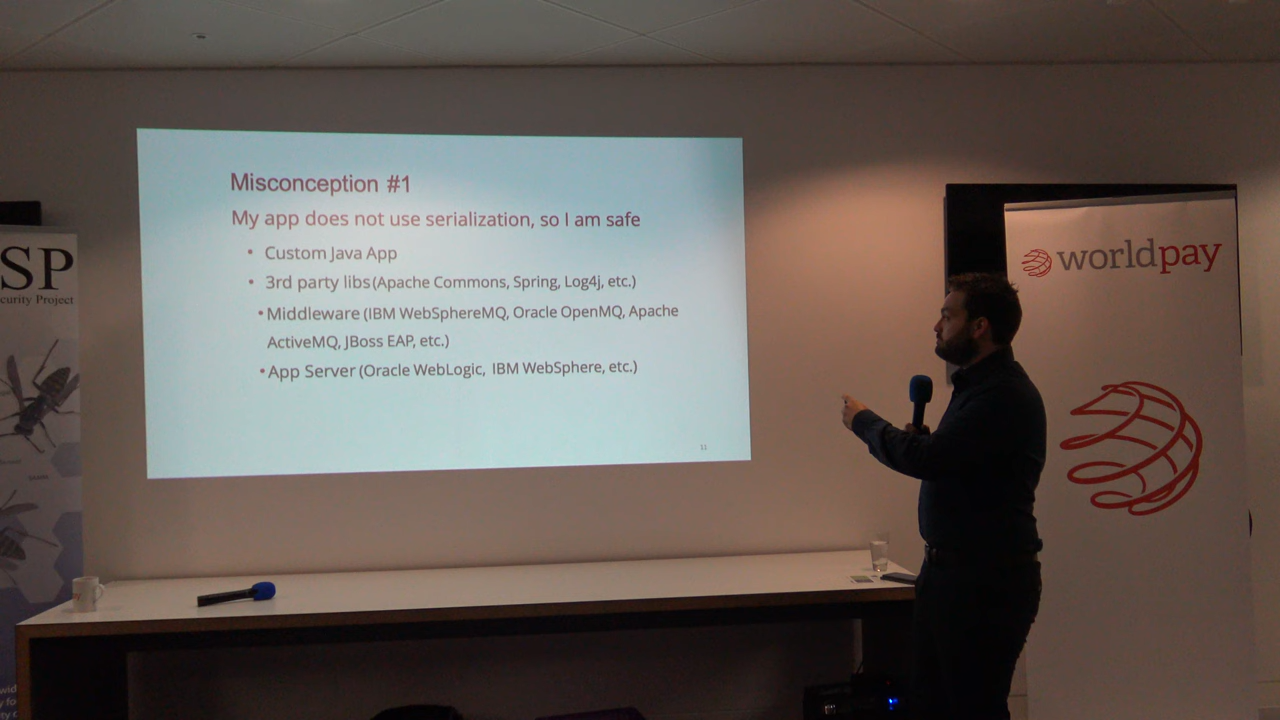 Misconception #1
My app does not use serialization, so I am safe
• Custom Java App
• 3rd party libs (Apache Commons, Spring, Log4j, etc.)
• Middleware (IBM WebSphereMQ, Oracle OpenMQ, Apache
ActiveMQ, JBoss EAP, etc.)
• App Server (Oracle WebLogic, IBM WebSphere, etc.)
11
SP
curity Project
worldpay